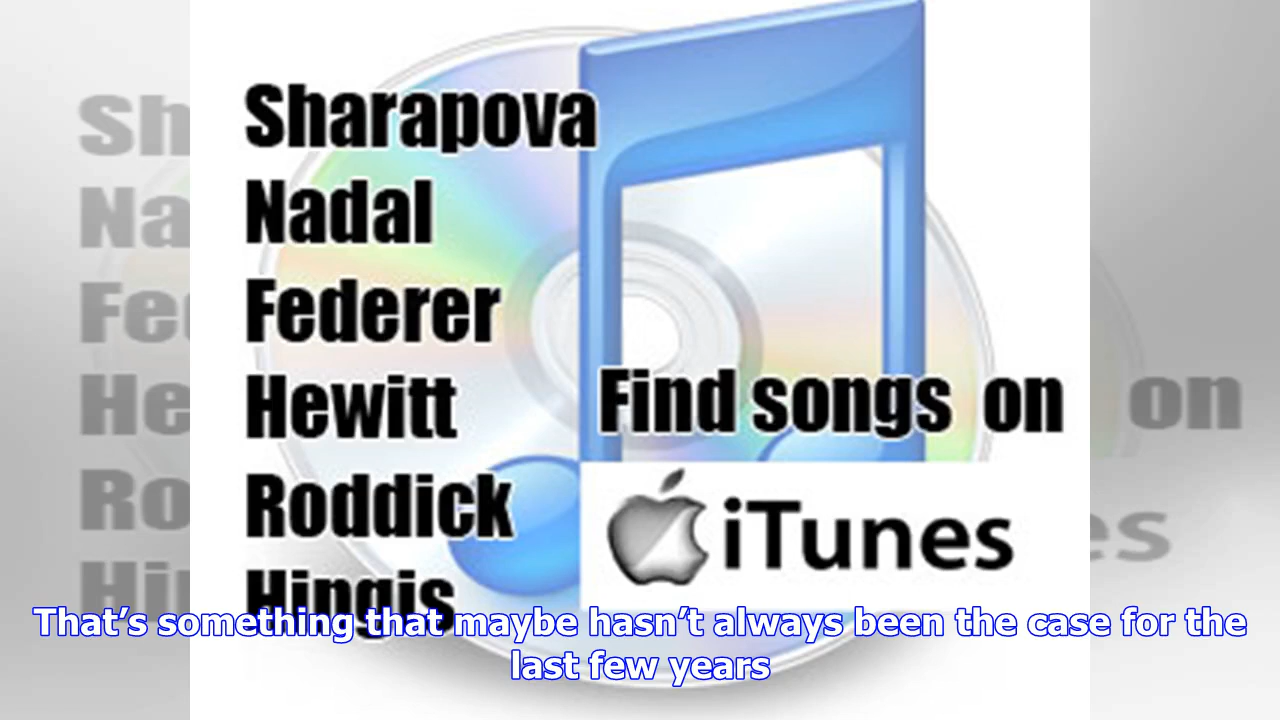 Sharapova
Nadal
Federer
Hewitt
Roddick
Hingis
Find songs on
iTunes
That’s something that maybe hasn’t always been the case for the
last few years